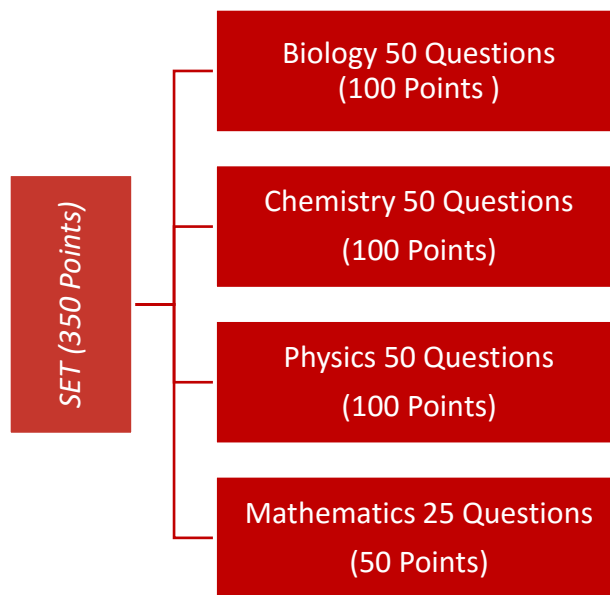 SET (350 Points)
Biology 50 Questions
(100 Points )
Chemistry 50 Questions
(100 Points)
Physics 50 Questions
(100 Points)
Mathematics 25 Questions
(50 Points)